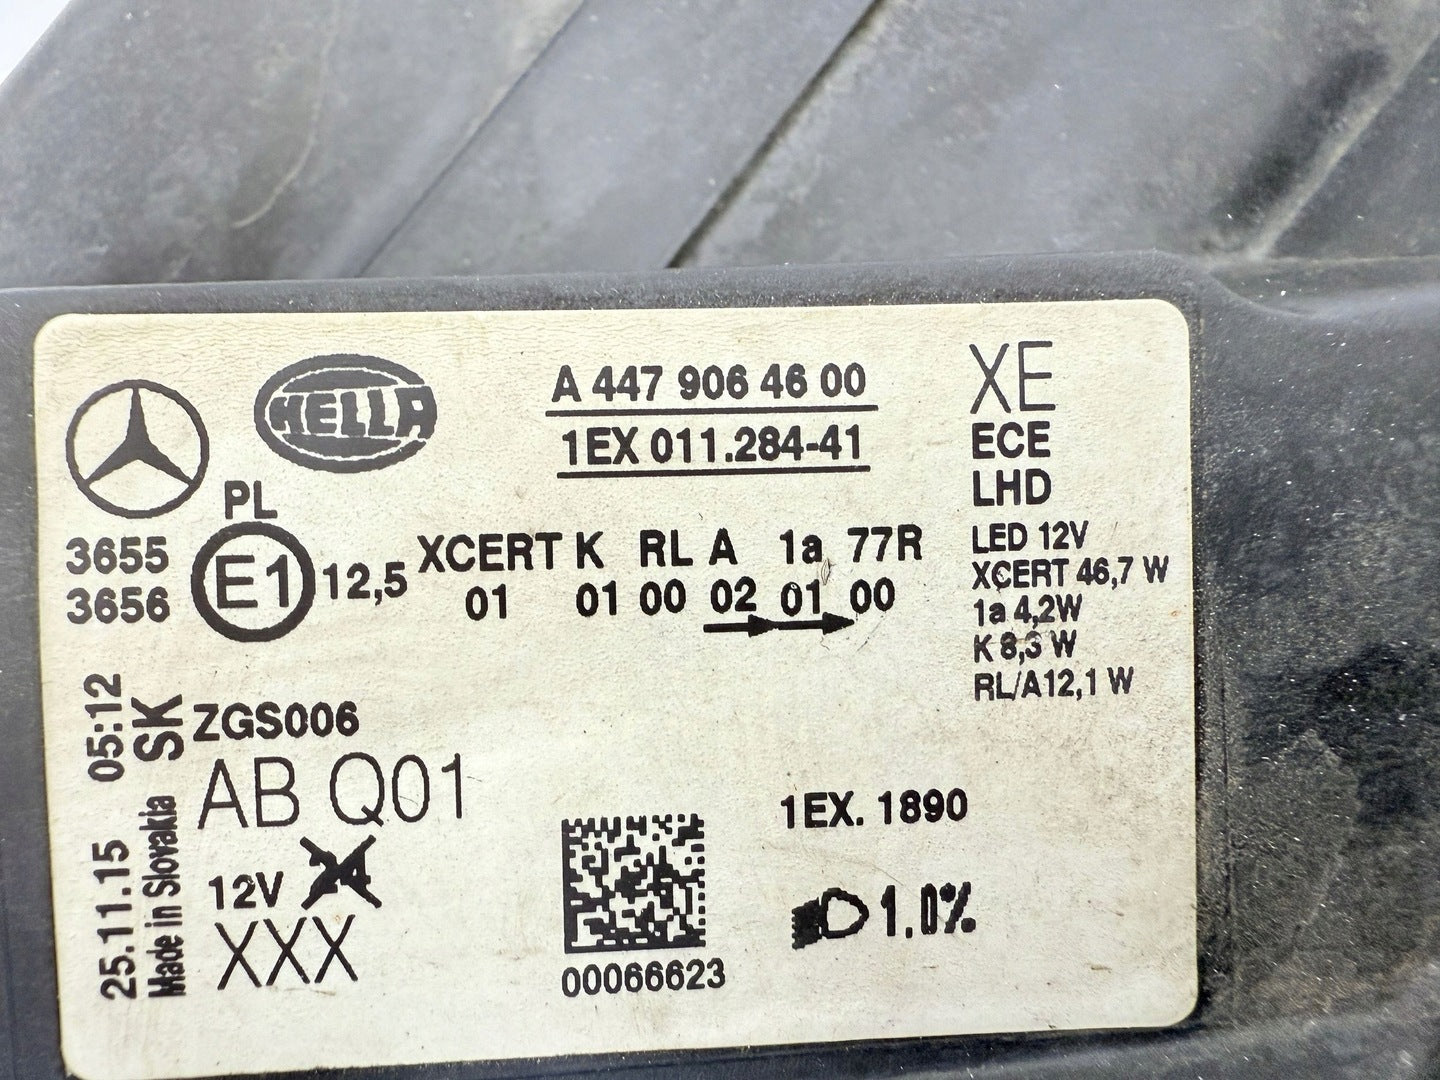 HELLA
A 447 906 46 00
1EX 011.284-41
XE
ECE
LHD
PL
3655
3656
E1
12,5
XCERT K RL A 1a 77R
01 01 00 02 01 00
LED 12V
XCERT 46,7 W
1a 4,2W
K 8,3 W
RL/A12,1 W
25.11.15 05:12
Made in Slovakia SK
ZGS006
AB Q01
12V
XXX
00066623
1EX. 1890
1.0%